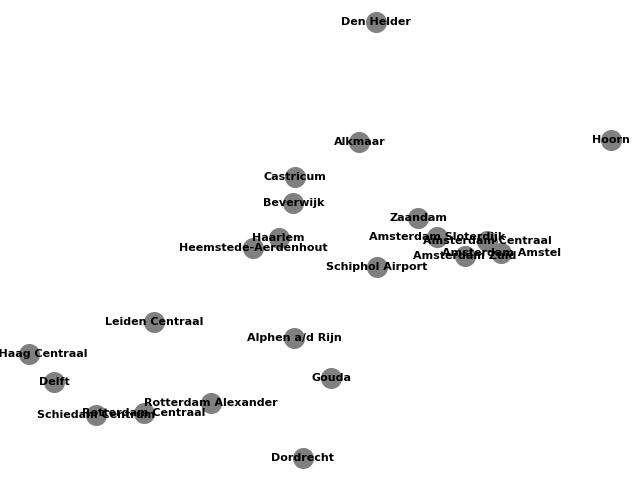 Den Helder
Hoorn
Alkmaar
Castricum
Beverwijk
Zaandam
Amsterdam Sloterdijk
Haarlem
Amsterdam Centraal
Heemstede-Aerdenhout
Amsterdam Amstel
Amsterdam Zuid
Schiphol Airport
Leiden Centraal
Alphen a/d Rijn
Haag Centraal
Gouda
Delft
Rotterdam Alexander
Rotterdam Centraal
Schiedam Centrum
Dordrecht